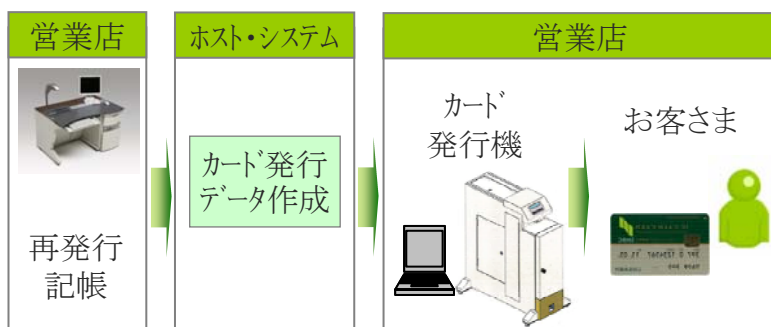 営業店
再発行
記帳
ホスト・システム
カード発行
データ作成
営業店
カード
発行機
お客さま